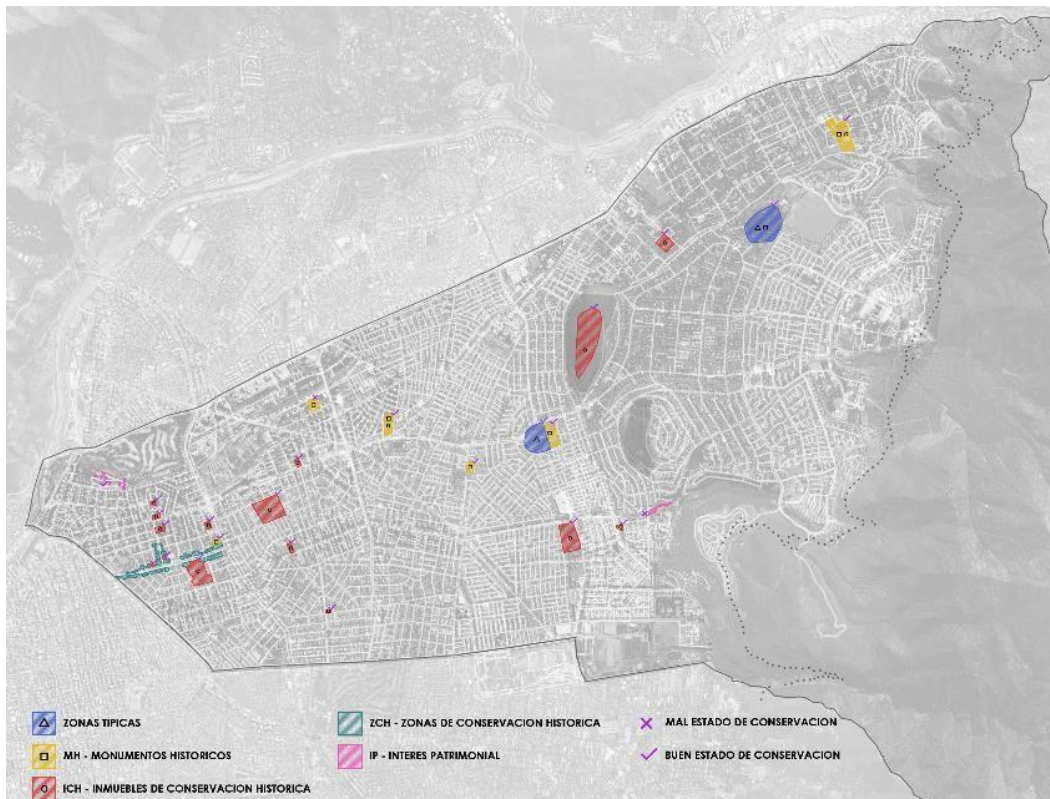 ZONAS TIPICAS
MH - MONUMENTOS HISTORICOS
ICH - INMUEBLES DE CONSERVACION HISTORICA
ZCH - ZONAS DE CONSERVACION HISTORICA
IP - INTERES PATRIMONIAL
MAL ESTADO DE CONSERVACION
BUEN ESTADO DE CONSERVACION